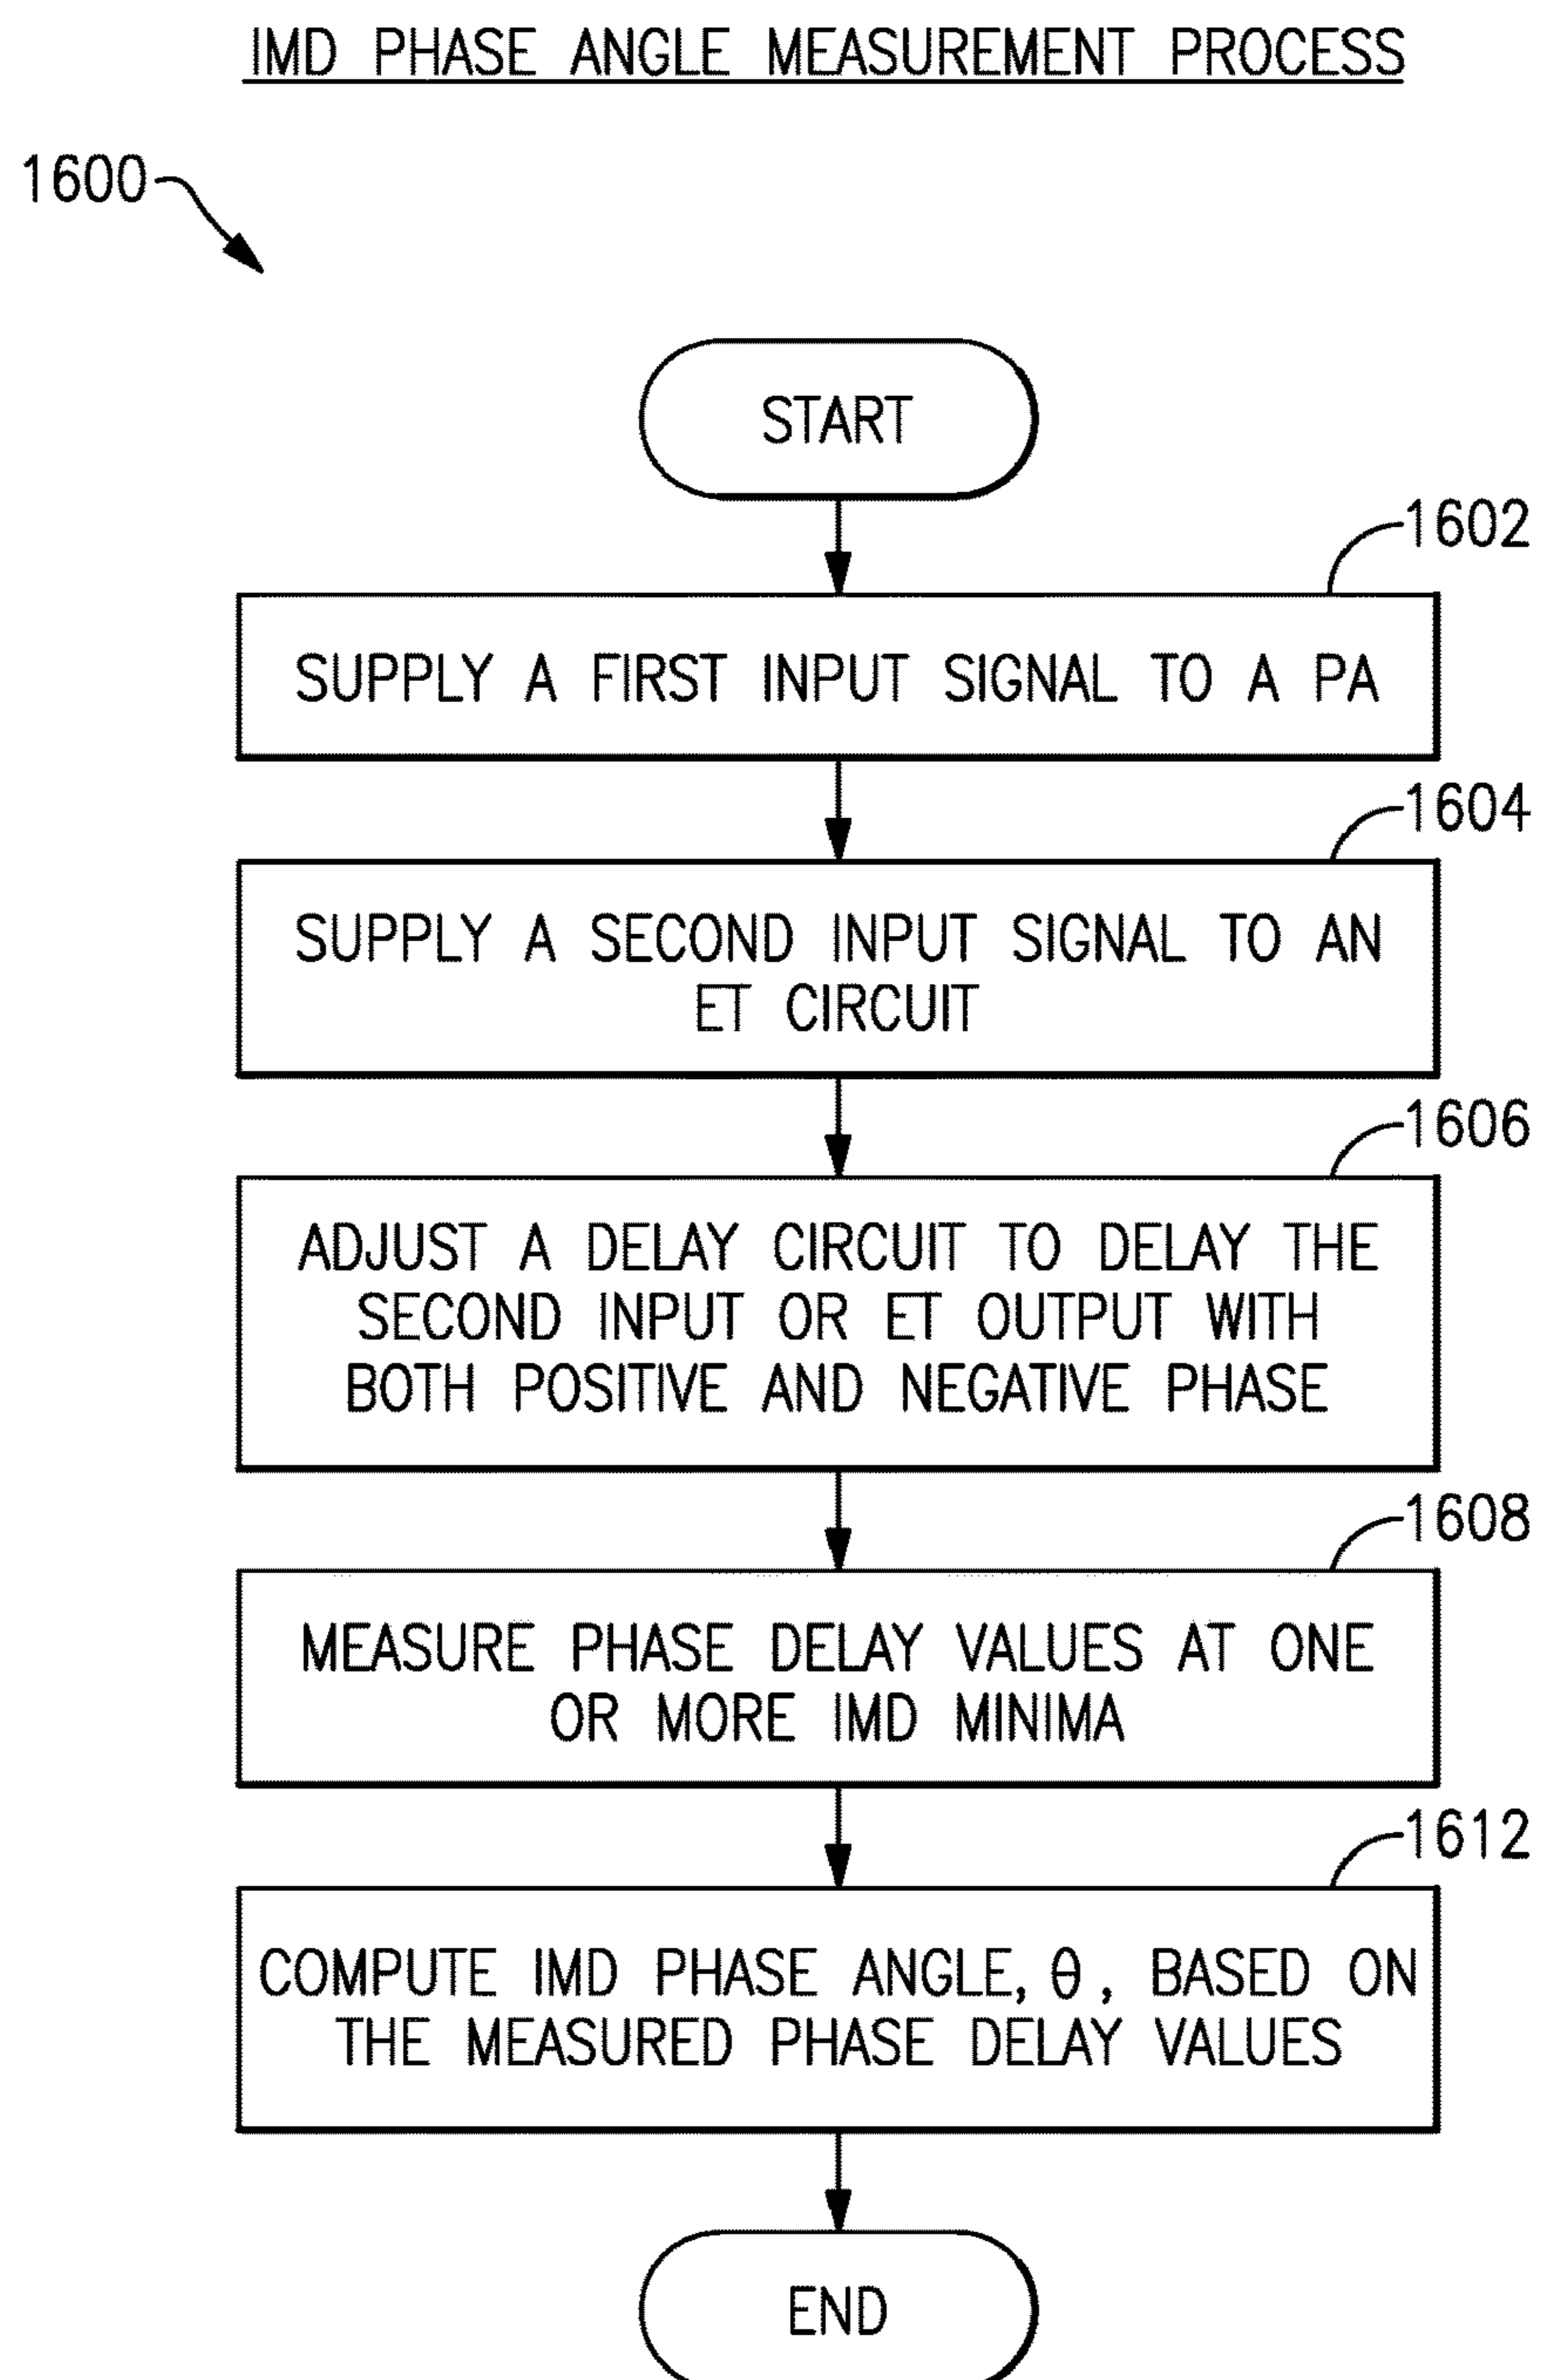 IMD PHASE ANGLE MEASUREMENT PROCESS
1600
START
1602
SUPPLY A FIRST INPUT SIGNAL TO A PA
1604
SUPPLY A SECOND INPUT SIGNAL TO AN
ET CIRCUIT
1606
ADJUST A DELAY CIRCUIT TO DELAY THE
SECOND INPUT OR ET OUTPUT WITH
BOTH POSITIVE AND NEGATIVE PHASE
1608
MEASURE PHASE DELAY VALUES AT ONE
OR MORE IMD MINIMA
1612
COMPUTE IMD PHASE ANGLE, θ, BASED ON
THE MEASURED PHASE DELAY VALUES
END